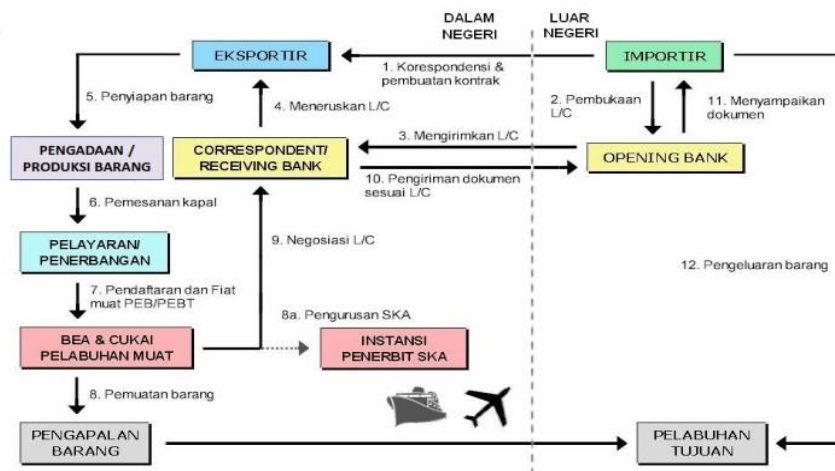 DALAM
NEGERI
LUAR
NEGERI
EKSPORTIR
1. Korespondensi &
pembuatan kontrak
IMPORTIR
5. Penyiapan barang
4. Meneruskan L/C
2. Pembukaan
L/C
11. Menyampaikan
dokumen
PENGADAAN /
PRODUKSI BARANG
CORRESPONDENT/
RECEIVING BANK
3. Mengirimkan L/C
OPENING BANK
10. Pengiriman dokumen
sesuai L/C
6. Pemesanan kapal
PELAYARAN/
PENERBANGAN
9. Negosiasi L/C
12. Pengeluaran barang
7. Pendaftaran dan Fiat
muat PEB/PEBT
8a. Pengurusan SKA
BEA & CUKAI
PELABUHAN MUAT
INSTANSI
PENERBIT SKA
8. Pemuatan barang
PENGAPALAN
BARANG
PELABUHAN
TUJUAN